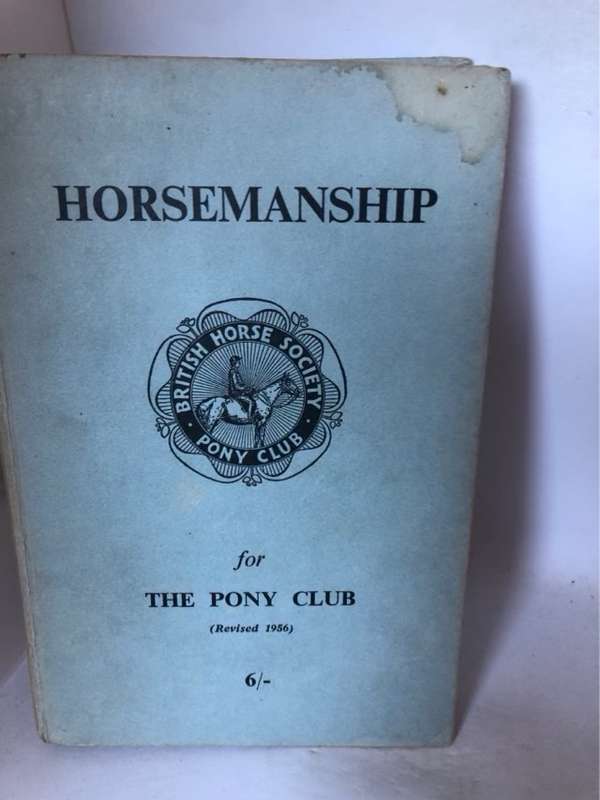 HORSEMANSHIP
BRITISH HORSE SOCIETY
PONY CLUB
for
THE PONY CLUB
(Revised 1956)
6/-